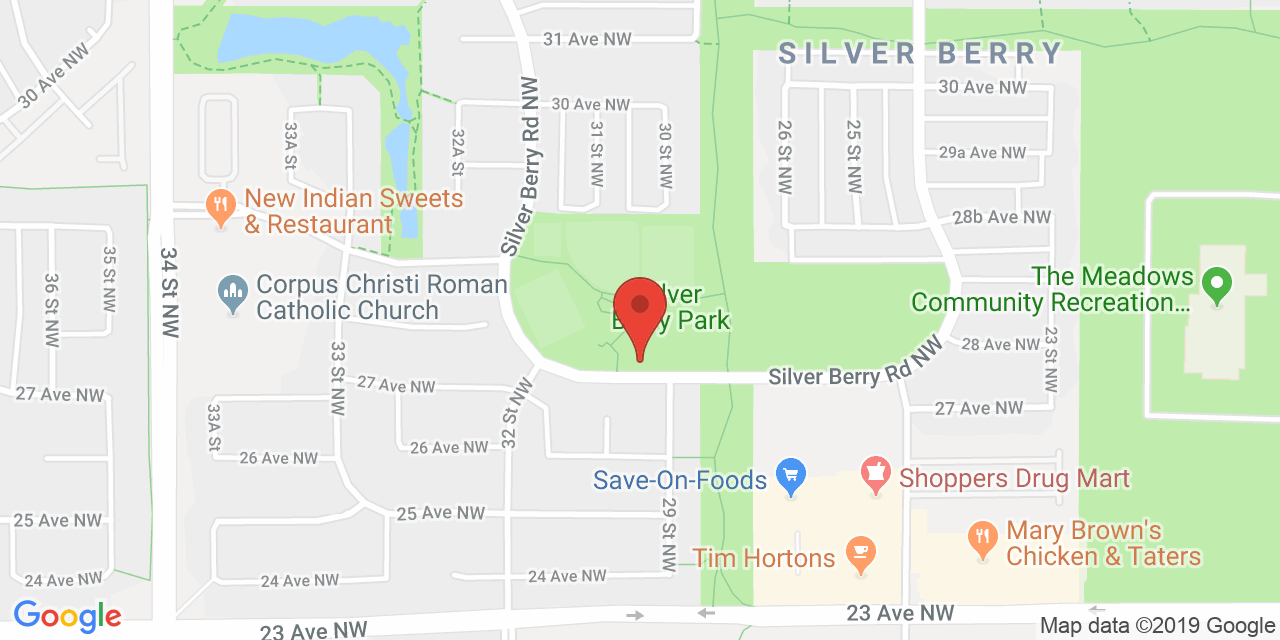 31 Ave NW
SILVER BERRY
30 Ave NW
30 Ave NW
30 Ave NW
Silver Berry Rd NW
33A St
32A St
31 St NW
30 St NW
26 St NW
25 St NW
29a Ave NW
New Indian Sweets
& Restaurant
28b Ave NW
34 St NW
36 St NW
35 St NW
Corpus Christi Roman
Catholic Church
The Meadows
Community Recreation...
Park
28 Ave NW
23 St NW
33 St NW
27 Ave NW
27 Ave NW
Silver Berry Rd NW
27 Ave NW
33A St
32 St NW
26 Ave NW
26 Ave NW
Save-On-Foods
Shoppers Drug Mart
25 Ave NW
25 Ave NW
29 St NW
Mary Brown's
Chicken & Taters
Tim Hortons
24 Ave NW
24 Ave NW
24 Ave NW
Google
23 Ave NW
23 Ave NW
Map data ©2019 Google